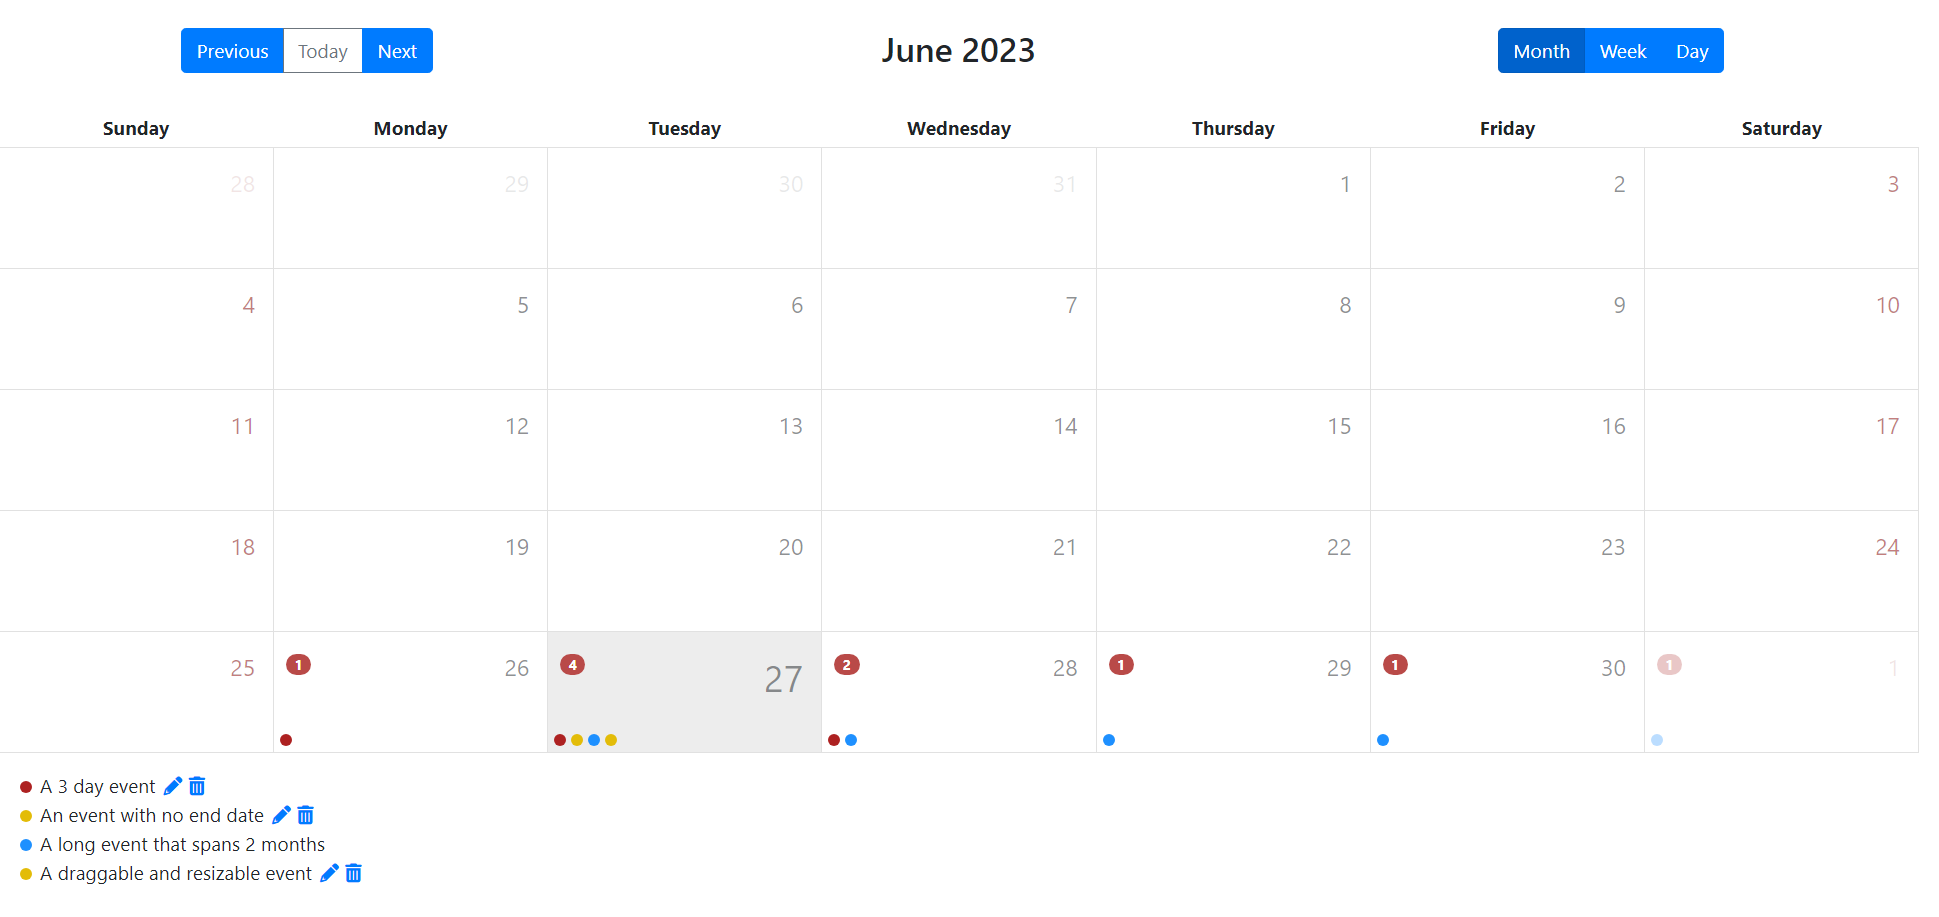 Previous Today Next June 2023 Month Week Day
Sunday Monday Tuesday Wednesday Thursday Friday Saturday
28 29 30 31 1 2 3
4 5 6 7 8 9 10
11 12 13 14 15 16 17
18 19 20 21 22 23 24
25 1 26 4 27 2 28 1 29 1 30 1 1
A 3 day event
An event with no end date
A long event that spans 2 months
A draggable and resizable event